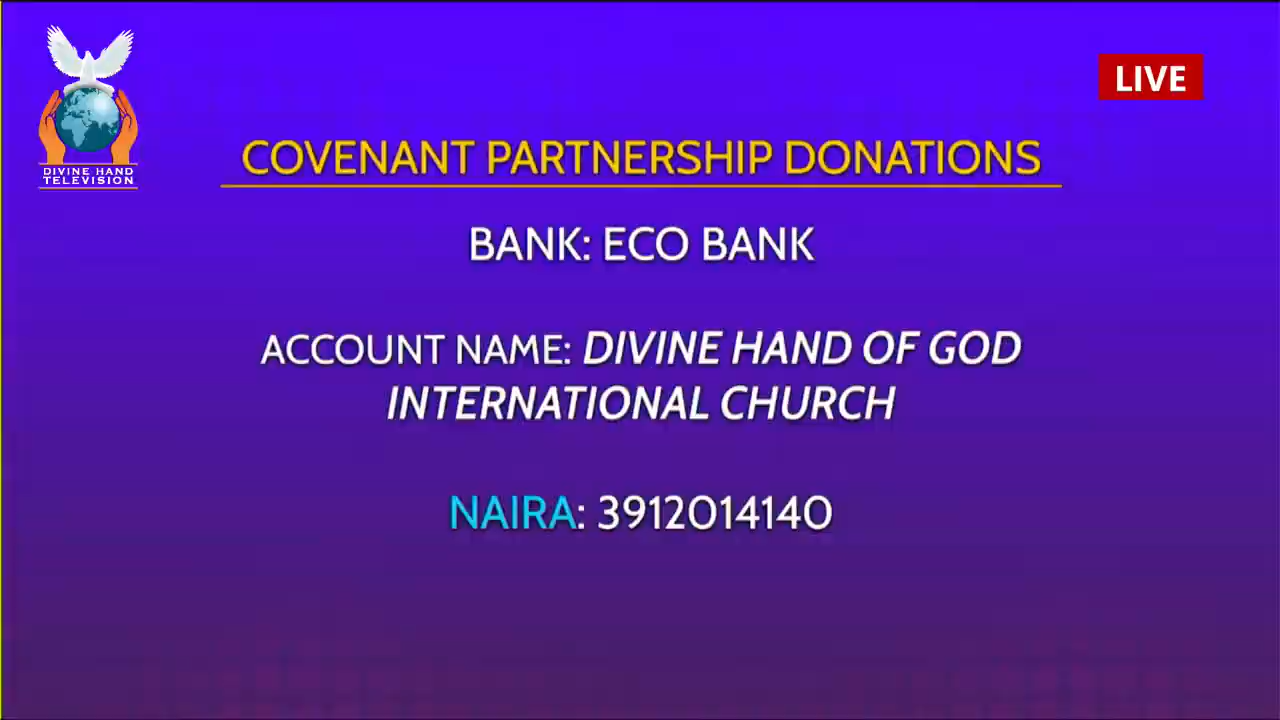 DIVINE HAND
TELEVISION
LIVE
COVENANT PARTNERSHIP DONATIONS
BANK: ECO BANK
ACCOUNT NAME: DIVINE HAND OF GOD
INTERNATIONAL CHURCH
NAIRA: 3912014140